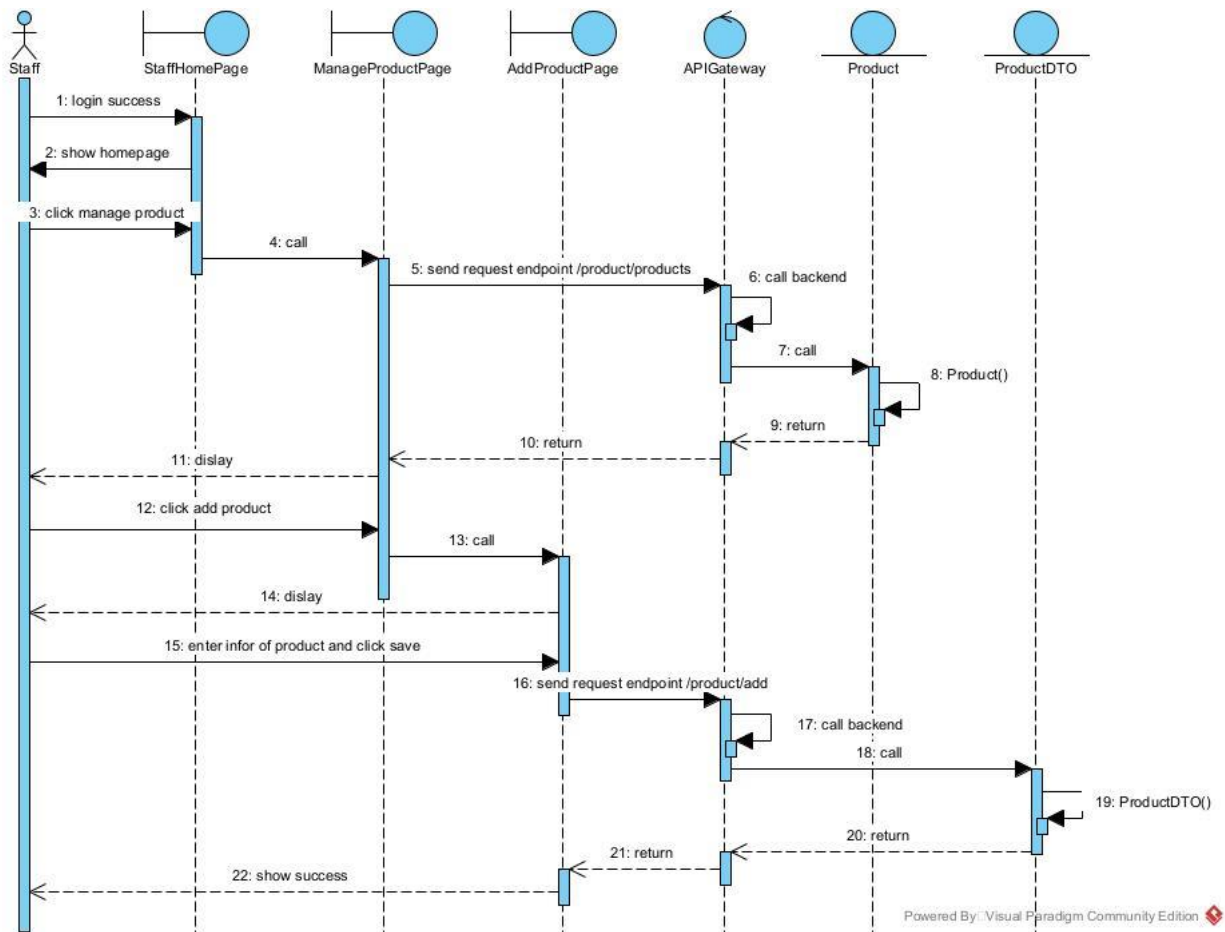 Staff
StaffHomePage
ManageProductPage
AddProductPage
APIGateway
Product
ProductDTO
1: login success
2: show homepage
3: click manage product
4: call
5: send request endpoint /product/products
6: call backend
7: call
8: Product()
9: return
10: return
11: dislay
12: click add product
13: call
14: dislay
15: enter infor of product and click save
16: send request endpoint /product/add
17: call backend
18: call
19: ProductDTO()
20: return
21: return
22: show success
Powered By Visual Paradigm Community Edition